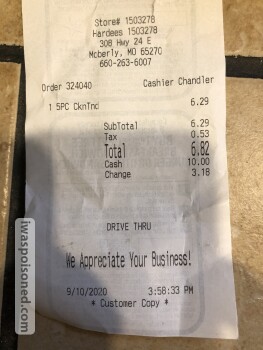 Store# 1503278
Hardees 1503278
308 Hwy 24 E
Moberly, MO 65270
660-263-6007
Order 324040 Cashier Chandler
1 5PC CknTnd 6.29
SubTotal 6.29
Tax 0.53
Total 6.82
Cash 10.00
Change 3.18
DRIVE THRU
We Appreciate Your Business!
9/10/2020 3:58:33 PM
* Customer Copy *
iwaspoisoned.com